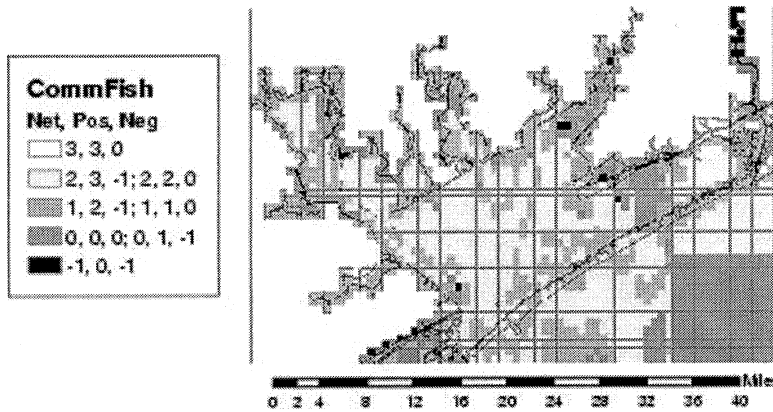 CommFish
Net, Pos, Neg
3, 3, 0
2, 3, -1; 2, 2, 0
1, 2, -1; 1, 1, 0
0, 0, 0; 0, 1, -1
-1, 0, -1
Mile
0 2 4 8 12 16 20 24 28 32 36 40